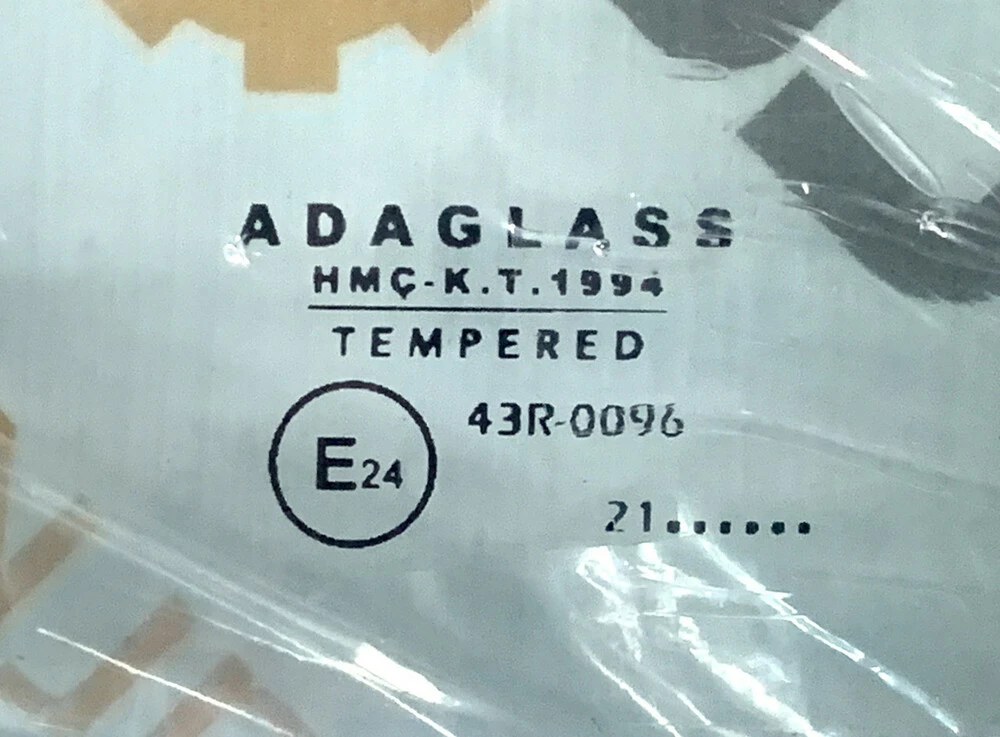 ADAGLASS
HMÇ-K.T.1994
TEMPERED
43R-0096
E24
21......